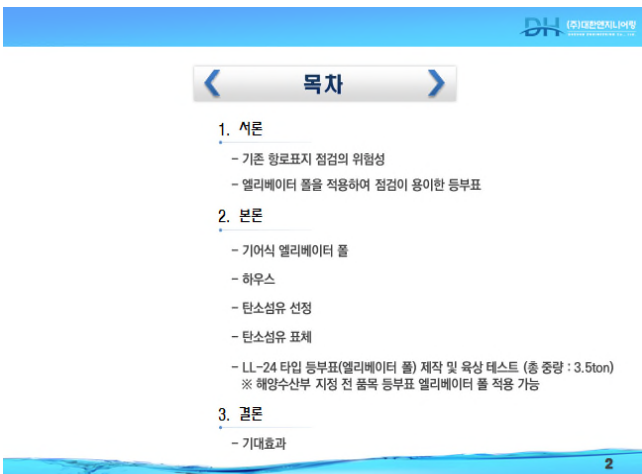 DH (주)대한엔지니어링
목차
1. 서론
- 기존 항로표지 점검의 위험성
- 엘리베이터 폴을 적용하여 점검이 용이한 등부표
2. 본론
- 기어식 엘리베이터 폴
- 하우스
- 탄소섬유 선정
- 탄소섬유 표체
- LL-24 타입 등부표(엘리베이터 폴) 제작 및 육상 테스트 (총 중량 : 3.5ton)
※ 해양수산부 지정 전 품목 등부표 엘리베이터 폴 적용 가능
3. 결론
- 기대효과
2